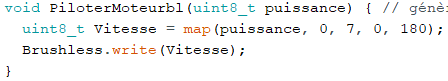 void PiloterMoteurbl(uint8_t puissance) { // génè
uint8_t Vitesse = map(puissance, 0, 7, 0, 180);
Brushless.write(Vitesse);
}